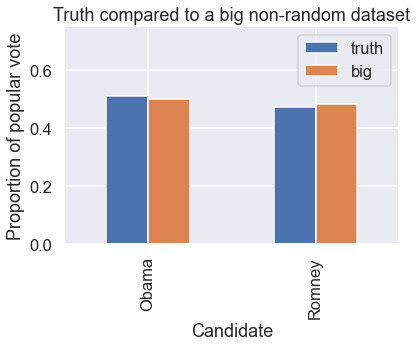 Truth compared to a big non-random dataset
truth
big
Proportion of popular vote
0.6
0.4
0.2
0.0
Obama
Romney
Candidate